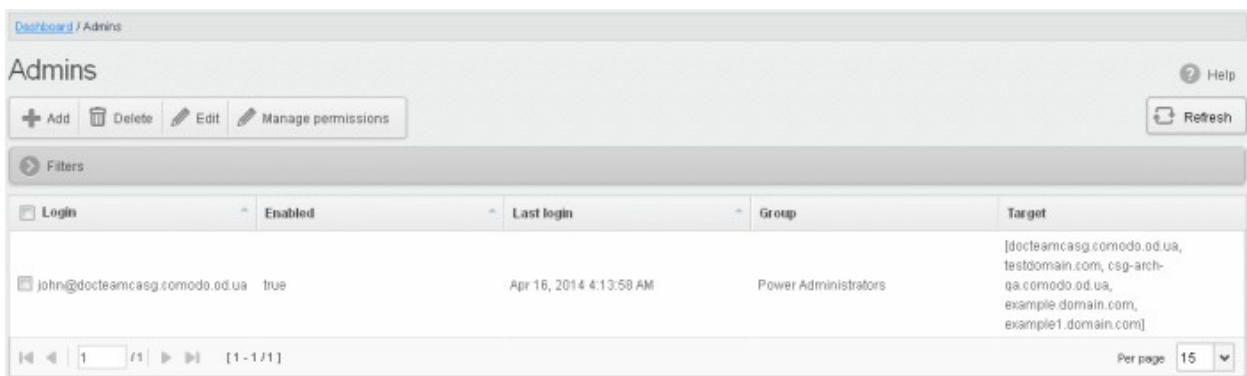 Dashboard / Admins
Admins
Help
Add Delete Edit Manage permissions
Refresh
Filters
Login Enabled Last login Group Target
john@docteamcasg.comodo.od.ua true Apr 16, 2014 4:13:58 AM Power Administrators
[docteamcasg.comodo.od.ua,
testdomain.com, csg-arch-
qa.comodo.od.ua,
example.domain.com,
example1.domain.com]
1 /1 [1 - 1 / 1] Per page 15